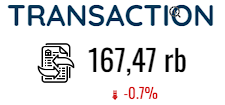 TRANSACTION
167,47 rb
-0.7%